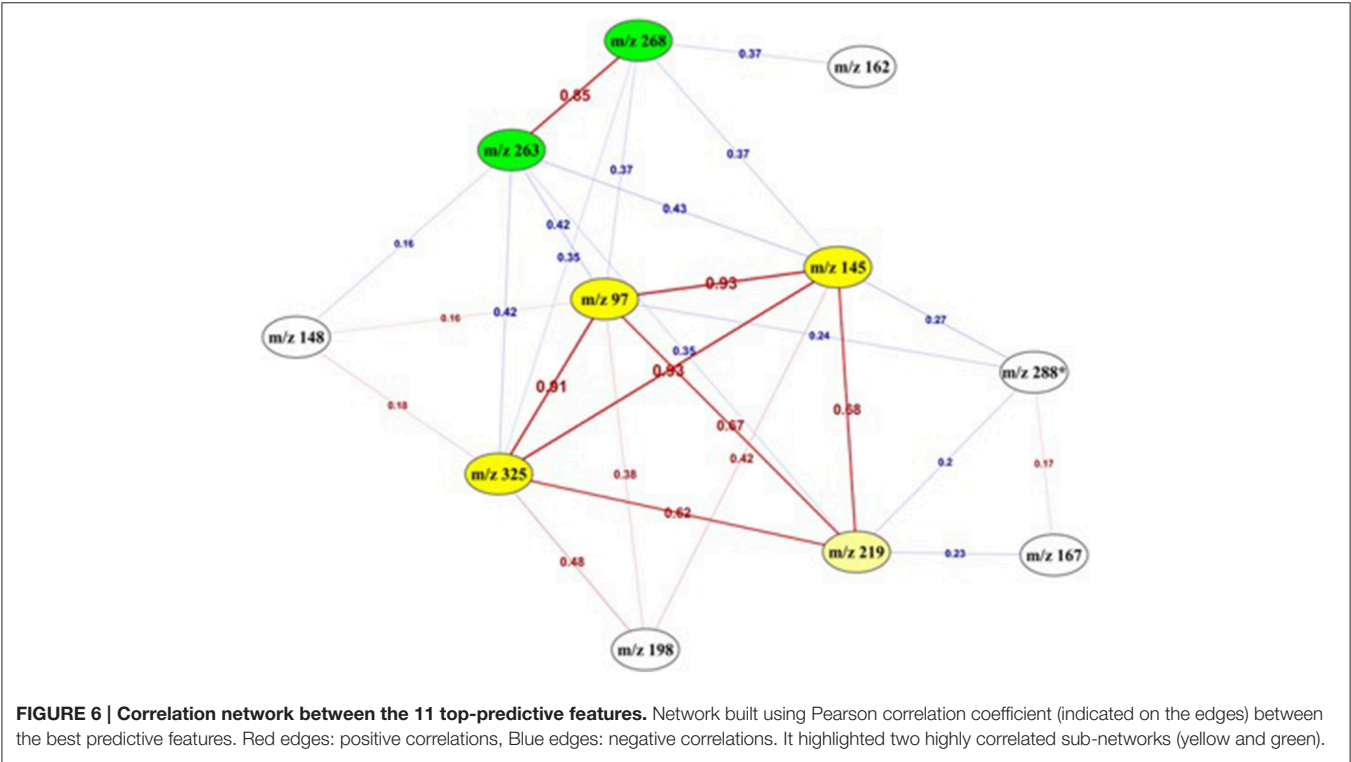 m/z 268
0.37
m/z 162
0.85
m/z 263
0.37
0.37
0.43
0.42
0.16
0.35
m/z 145
0.93
m/z 97
0.42
0.16
0.27
0.24
m/z 148
0.35
0.93
m/z 288*
0.91
0.18
0.68
0.67
0.42
0.2
0.17
m/z 325
0.38
0.62
m/z 219
0.23
m/z 167
0.48
m/z 198
FIGURE 6 | Correlation network between the 11 top-predictive features. Network built using Pearson correlation coefficient (indicated on the edges) between
the best predictive features. Red edges: positive correlations, Blue edges: negative correlations. It highlighted two highly correlated sub-networks (yellow and green).